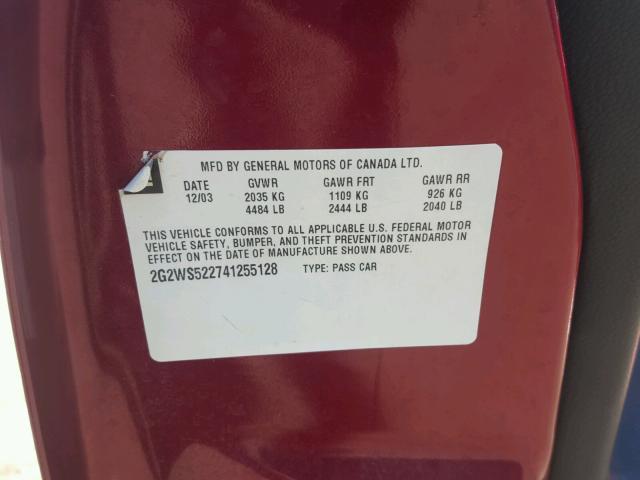 MFD BY GENERAL MOTORS OF CANADA LTD.
DATE GVWR GAWR FRT GAWR RR
12/03 2035 KG 1109 KG 926 KG
4484 LB 2444 LB 2040 LB
THIS VEHICLE CONFORMS TO ALL APPLICABLE U.S. FEDERAL MOTOR
VEHICLE SAFETY, BUMPER, AND THEFT PREVENTION STANDARDS IN
EFFECT ON THE DATE OF MANUFACTURE SHOWN ABOVE.
2G2WS522741255128 TYPE: PASS CAR